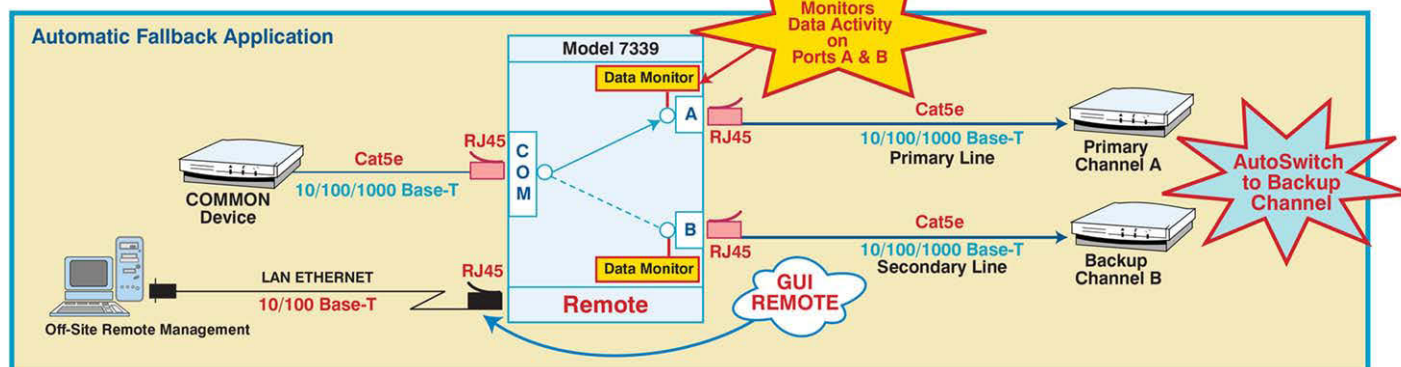 Automatic Fallback Application
Monitors
Data Activity
on
Ports A & B
Model 7339
Data Monitor
A
RJ45
Cat5e
10/100/1000 Base-T
Primary Line
Primary
Channel A
AutoSwitch
to Backup
Channel
COMMON
Device
Cat5e
10/100/1000 Base-T
RJ45
COM
B
RJ45
Cat5e
10/100/1000 Base-T
Secondary Line
Backup
Channel B
Data Monitor
Remote
GUI
REMOTE
RJ45
LAN ETHERNET
10/100 Base-T
Off-Site Remote Management